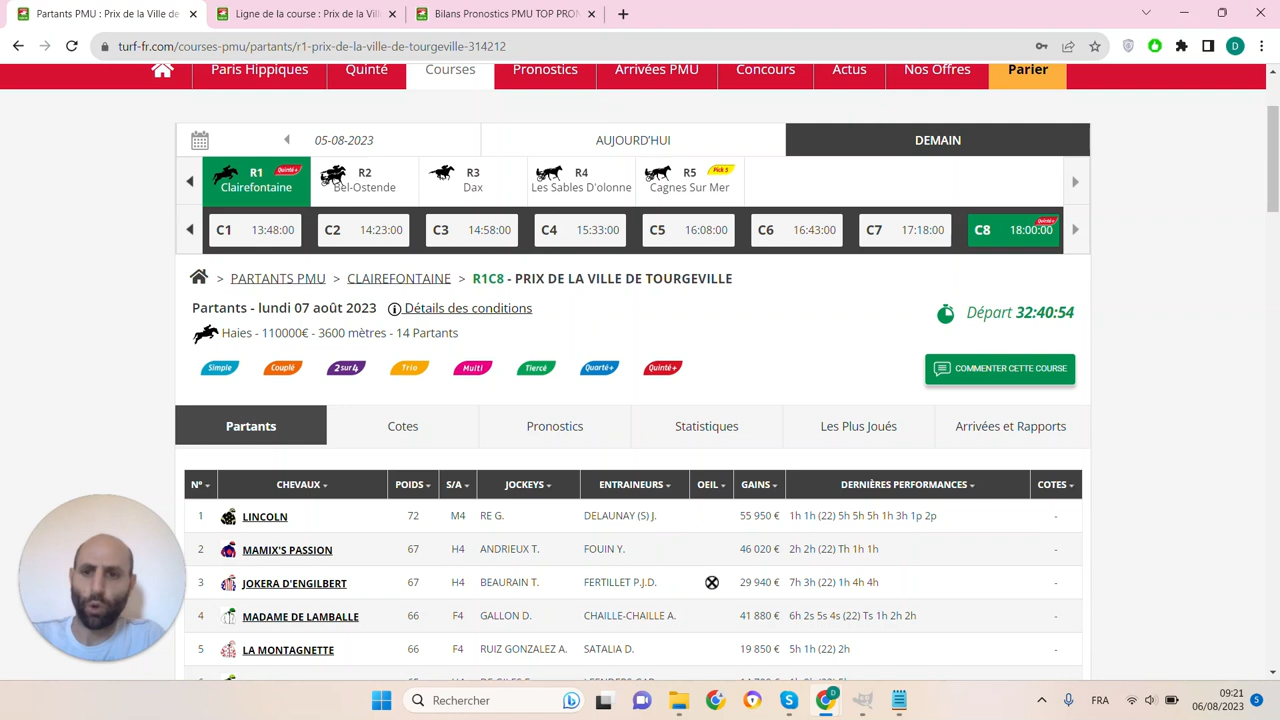 Partants PMU : Prix de la Ville de
Ligne de la course : Prix de la Vill
Bilans Pronostics PMU TOP PRON
turf-fr.com/courses-pmu/partants/r1-prix-de-la-ville-de-tourgeville-314212
D
Paris Hippiques Quinté Courses Pronostics Arrivées PMU Concours Actus Nos Offres Parier
05-08-2023 AUJOURD'HUI DEMAIN
R1 Quinté+ R2 R3 R4 R5 Pick 5
Clairefontaine Bel-Ostende Dax Les Sables D'olonne Cagnes Sur Mer
C1 13:48:00 C2 14:23:00 C3 14:58:00 C4 15:33:00 C5 16:08:00 C6 16:43:00 C7 17:18:00 C8 18:00:00 Quinté+
> PARTANTS PMU > CLAIREFONTAINE > R1C8 - PRIX DE LA VILLE DE TOURGEVILLE
Partants - lundi 07 août 2023 Détails des conditions
Départ 32:40:54
Haies - 110000€ - 3600 mètres - 14 Partants
Simple Couplé 2sur4 Trio Multi Tiercé Quarté+ Quinté+
COMMENTER CETTE COURSE
Partants Cotes Pronostics Statistiques Les Plus Joués Arrivées et Rapports
N° CHEVAUX POIDS S/A JOCKEYS ENTRAINEURS OEIL GAINS DERNIÈRES PERFORMANCES COTES
1 LINCOLN 72 M4 RE G. DELAUNAY (S) J. 55 950 € 1h 1h (22) 5h 5h 5h 1h 3h 1p 2p -
2 MAMIX'S PASSION 67 H4 ANDRIEUX T. FOUIN Y. 46 020 € 2h 2h (22) Th 1h 1h -
3 JOKERA D'ENGILBERT 67 H4 BEAURAIN T. FERTILLET P.J.D. 29 940 € 7h 3h (22) 1h 4h 4h -
4 MADAME DE LAMBALLE 66 F4 GALLON D. CHAILLE-CHAILLE A. 41 880 € 6h 2s 5s 4s (22) Ts 1h 2h 2h -
5 LA MONTAGNETTE 66 F4 RUIZ GONZALEZ A. SATALIA D. 19 850 € 5h 1h (22) 2h -
Rechercher
FRA
09:21
06/08/2023
5